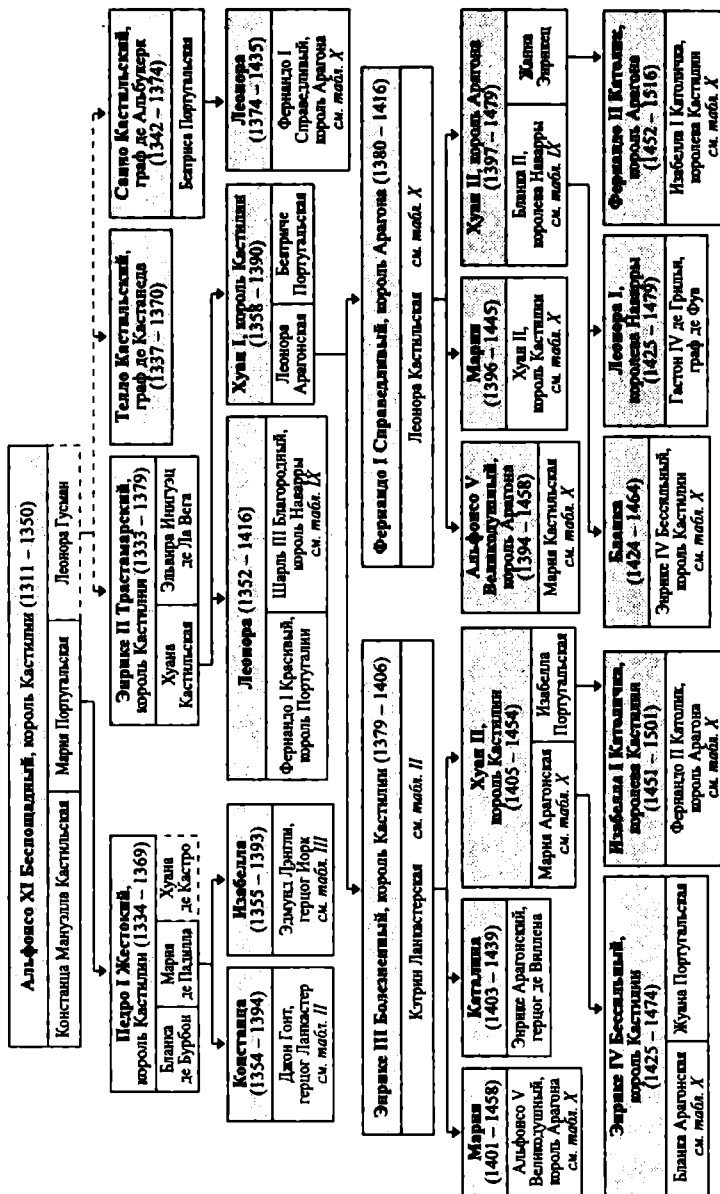 Альфонсо XI Беспощадный, король Кастилии (1311 – 1350)
Констанца Мануэлла Кастильская
Мария Португальская
Леонора Гусман
Педро I Жестокий,
король Кастилии (1334 – 1369)
Бланка
де Бурбон
Мария
де Падилла
Хуана
де Кастро
Энрике II Трастамарский,
король Кастилии (1333 – 1379)
Хуана
Кастильская
Эльвира Инигуэц
де Ла Вега
Телло Кастильский,
граф де Кастанеда
(1337 – 1370)
Санчо Кастильский,
граф де Альбукерк
(1342 – 1374)
Беатриса Португальская
Констанца
(1354 – 1394)
Джон Гонт,
герцог Ланкастер
см. табл. II
Изабелла
(1355 – 1393)
Эдмунд Лэнгли,
герцог Йорк
см. табл. III
Леонора (1352 – 1416)
Фернандо I Красивый,
король Португалии
Шарль III Благородный,
король Наварры
см. табл. IX
Хуан I, король Кастилии
(1358 – 1390)
Леонора
Арагонская
Беатриче
Португальская
Леонора
(1374 – 1435)
Фернандо I
Справедливый,
король Арагона
см. табл. X
Энрике III Болезненный, король Кастилии (1379 – 1406)
Кэтрин Ланкастерская
см. табл. II
Фернандо I Справедливый, король Арагона (1380 – 1416)
Леонора Кастильская
см. табл. X
Мария
(1401 – 1458)
Альфонсо V
Великодушный,
король Арагона
см. табл. X
Каталина
(1403 – 1439)
Энрике Арагонский,
герцог де Виллена
Хуан II,
король Кастилии
(1405 – 1454)
Мария Арагонская
см. табл. X
Изабелла
Португальская
Альфонсо V
Великодушный,
король Арагона
(1394 – 1458)
Мария Кастильская
см. табл. X
Мария
(1396 – 1445)
Хуан II,
король Кастилии
см. табл. X
Хуан II, король Арагона
(1397 – 1479)
Бланка II,
королева Наварры
см. табл. IX
Жанна
Энрикец
Энрике IV Бессильный,
король Кастилии
(1425 – 1474)
Бланка Арагонская
см. табл. X
Жуана Португальская
Изабелла I Католичка,
королева Кастилии
(1451 – 1501)
Фернандо II Католик,
король Арагона
см. табл. X
Бланка
(1424 – 1464)
Энрике IV Бессильный,
король Кастилии
см. табл. X
Леонора I,
королева Наварры
(1425 – 1479)
Гастон IV де Грильи,
граф де Фуа
Фернандо II Католик,
король Арагона
(1452 – 1516)
Изабелла I Католичка,
королева Кастилии
см. табл. X